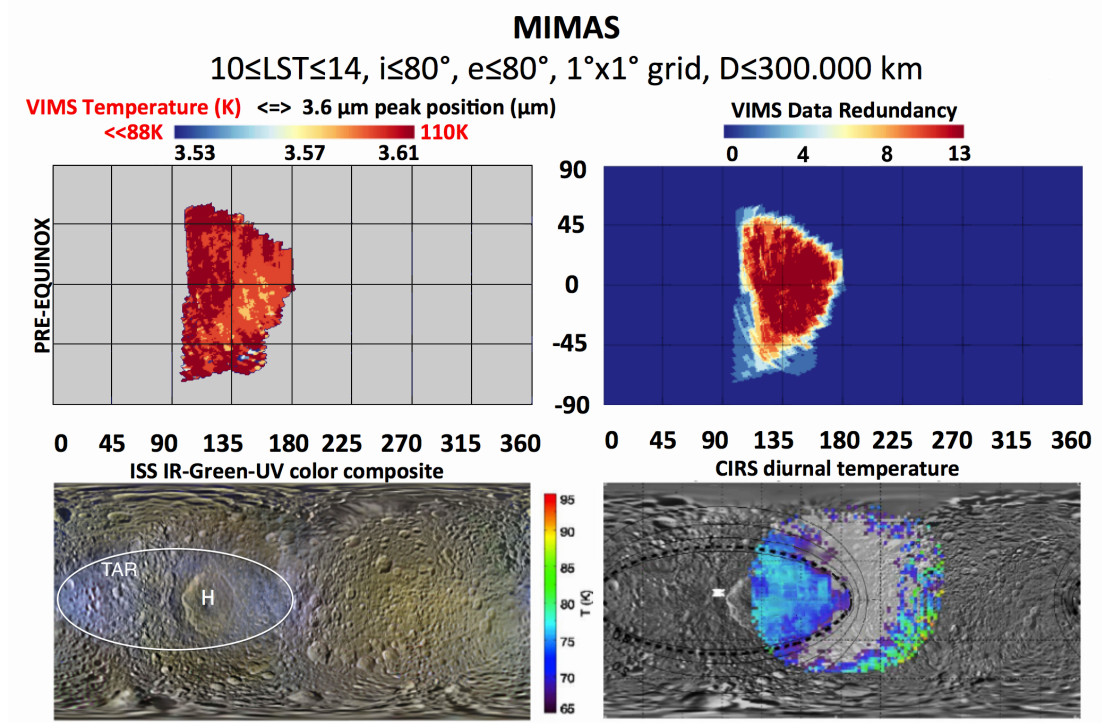 MIMAS
10≤LST≤14, i≤80°, e≤80°, 1°x1° grid, D≤300.000 km
VIMS Temperature (K) <=> 3.6 μm peak position (μm)
<<88K 110K
3.53 3.57 3.61
VIMS Data Redundancy
0 4 8 13
PRE-EQUINOX
90
45
0
-45
-90
0 45 90 135 180 225 270 315 360
0 45 90 135 180 225 270 315 360
ISS IR-Green-UV color composite
CIRS diurnal temperature
TAR
H
95
90
85
80
75
70
65
T (K)